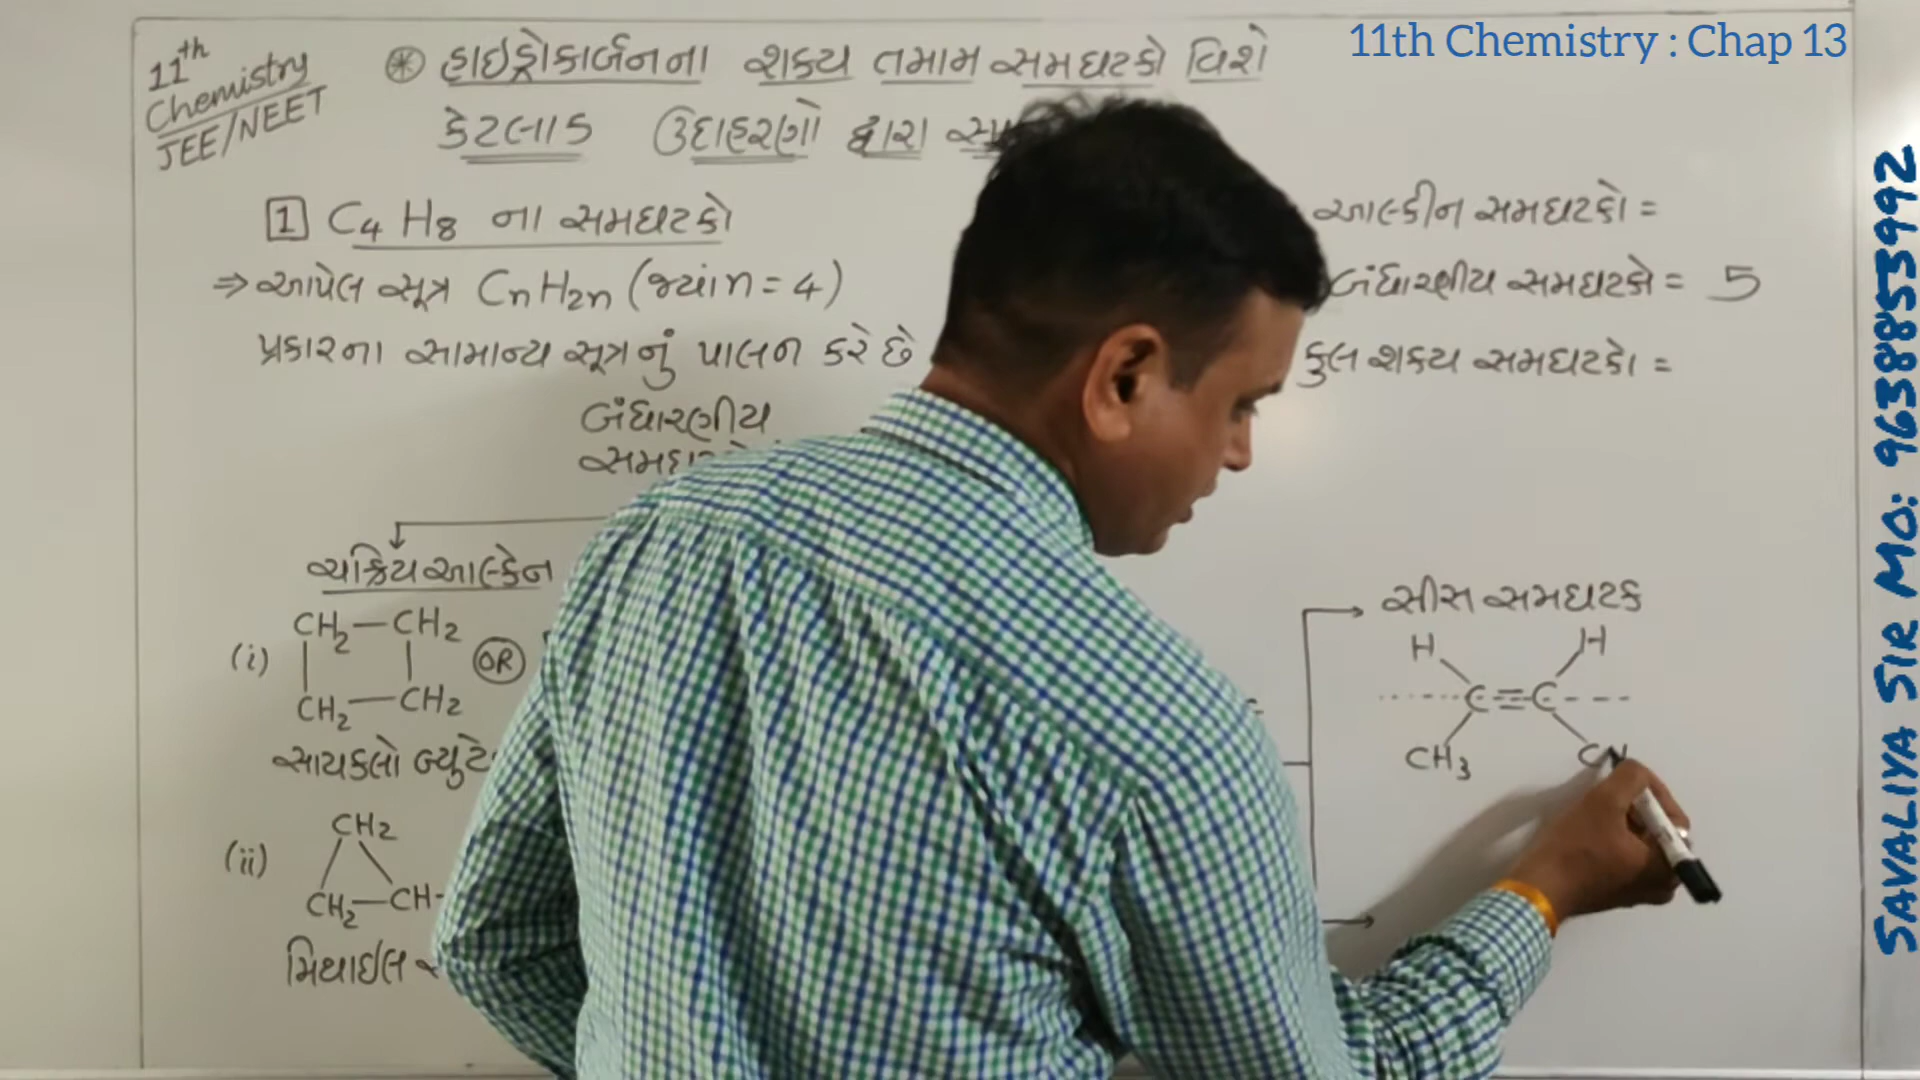 11th Chemistry : Chap 13
11th
Chemistry
JEE/NEET
હાઇડ્રોકાર્બનના શક્ય તમામ સમઘટકો વિશે
કેટલાક ઉદાહરણો દ્વારા
1 C4 H8 ના સમઘટકો
⇒ આપેલ સૂત્ર CnH2n (જ્યાં n = 4)
પ્રકારના સામાન્ય સૂત્રનું પાલન કરે છે
બંધારણીય
આલ્કીન સમઘટકો =
બંધારણીય સમઘટકો = 5
કુલ શક્ય સમઘટકો =
ચક્રિય આલ્કેન
(i) CH2—CH2
CH2—CH2
OR
સાયક્લો
(ii) CH2
CH2—CH-
મિથાઈલ
સીસ સમઘટક
H H
C=C
CH3
SAVALIYA SIR MO: 9638853992